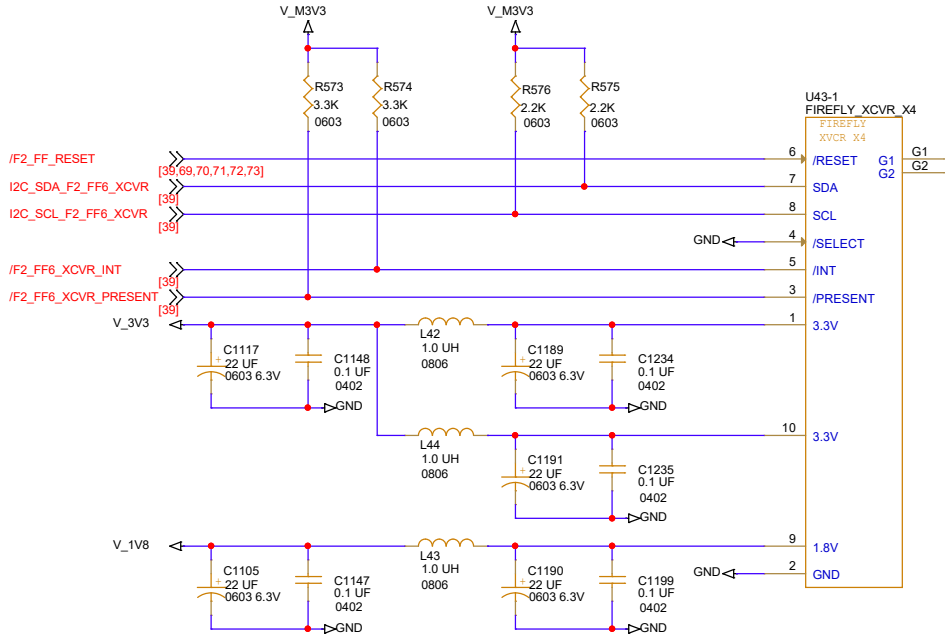 V_M3V3
V_M3V3
R573
3.3K
0603
R574
3.3K
0603
R576
2.2K
0603
R575
2.2K
0603
U43-1
FIREFLY_XCVR_X4
FIREFLY
XVCR X4
/F2_FF_RESET
[39,69,70,71,72,73]
6
/RESET
G1
G1
G2
G2
I2C_SDA_F2_FF6_XCVR
[39]
7
SDA
I2C_SCL_F2_FF6_XCVR
[39]
8
SCL
GND
4
/SELECT
/F2_FF6_XCVR_INT
[39]
5
/INT
/F2_FF6_XCVR_PRESENT
[39]
3
/PRESENT
V_3V3
1
3.3V
L42
1.0 UH
0806
C1117
22 UF
0603 6.3V
C1148
0.1 UF
0402
GND
C1189
22 UF
0603 6.3V
C1234
0.1 UF
0402
GND
10
3.3V
L44
1.0 UH
0806
C1191
22 UF
0603 6.3V
C1235
0.1 UF
0402
GND
V_1V8
9
1.8V
L43
1.0 UH
0806
GND
2
GND
C1105
22 UF
0603 6.3V
C1147
0.1 UF
0402
GND
C1190
22 UF
0603 6.3V
C1199
0.1 UF
0402
GND